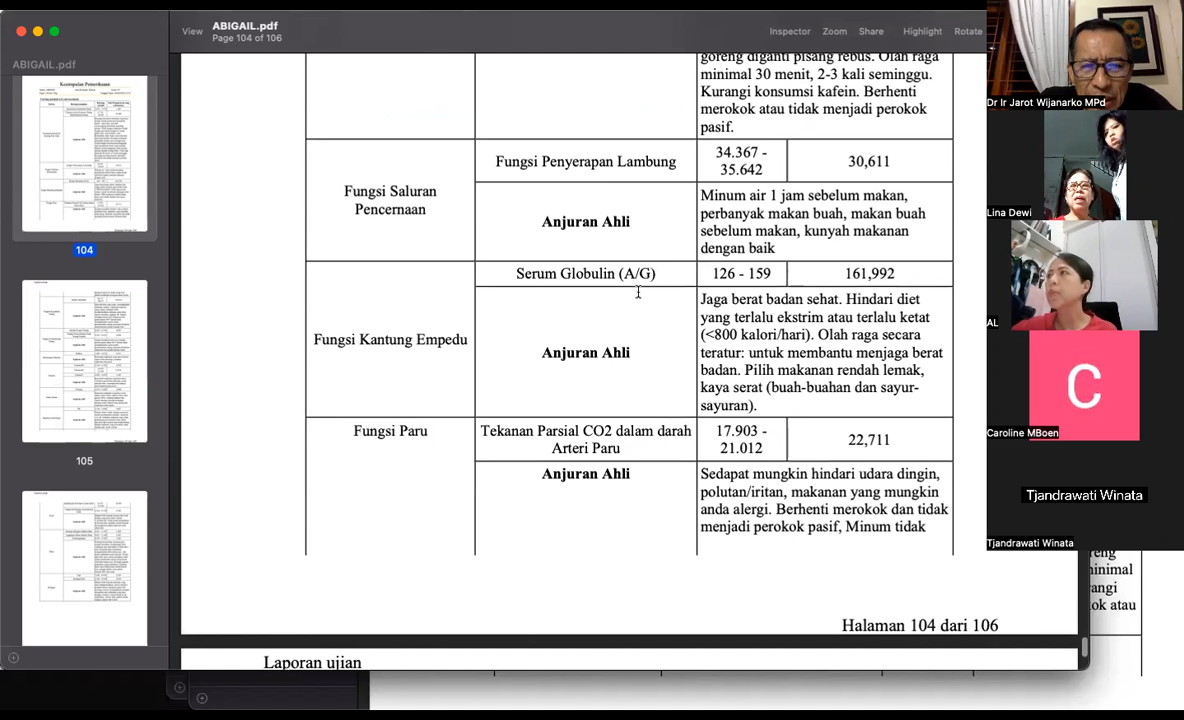 View
ABIGAIL.pdf
Page 104 of 106
Inspector
Zoom
Share
Highlight
Rotate
ABIGAIL.pdf
104
105
goreng diganti pisang rebus. Olah raga
minimal 30 menit, 2-3 kali seminggu.
Kurangi konsumsi kafein. Berhenti
merokok atau tidak menjadi perokok
pasif.
Fungsi Saluran
Pencernaan
Fungsi Penyerapan Lambung
34.367 -
35.642
30,611
Anjuran Ahli
Minun air 1 jam sebelum makan,
perbanyak makan buah, makan buah
sebelum makan, kunyah makanan
dengan baik
Fungsi Kantung Empedu
Serum Globulin (A/G)
126 - 159
161,992
Anjuran Ahli
Jaga berat badan sehat. Hindari diet
yang terlalu ekstrim atau terlalu ketat
(<800 kalori/hari). Olah raga secara
teratur: untuk membantu menjaga berat
badan. Pilih makanan rendah lemak,
kaya serat (buah-buahan dan sayur-
sayuran).
Fungsi Paru
Tekanan Parsial CO2 dalam darah
Arteri Paru
17.903 -
21.012
22,711
Anjuran Ahli
Sedapat mungkin hindari udara dingin,
polutan/iritan, makanan yang mungkin
anda alergi. Berhenti merokok dan tidak
menjadi perokok pasif, Minum tidak
Halaman 104 dari 106
Laporan ujian
Dr Ir Jarot Wijanarko MPd
Lina Dewi
AL
C
Caroline MBoen
Tjandrawati Winata
Tjandrawati Winata